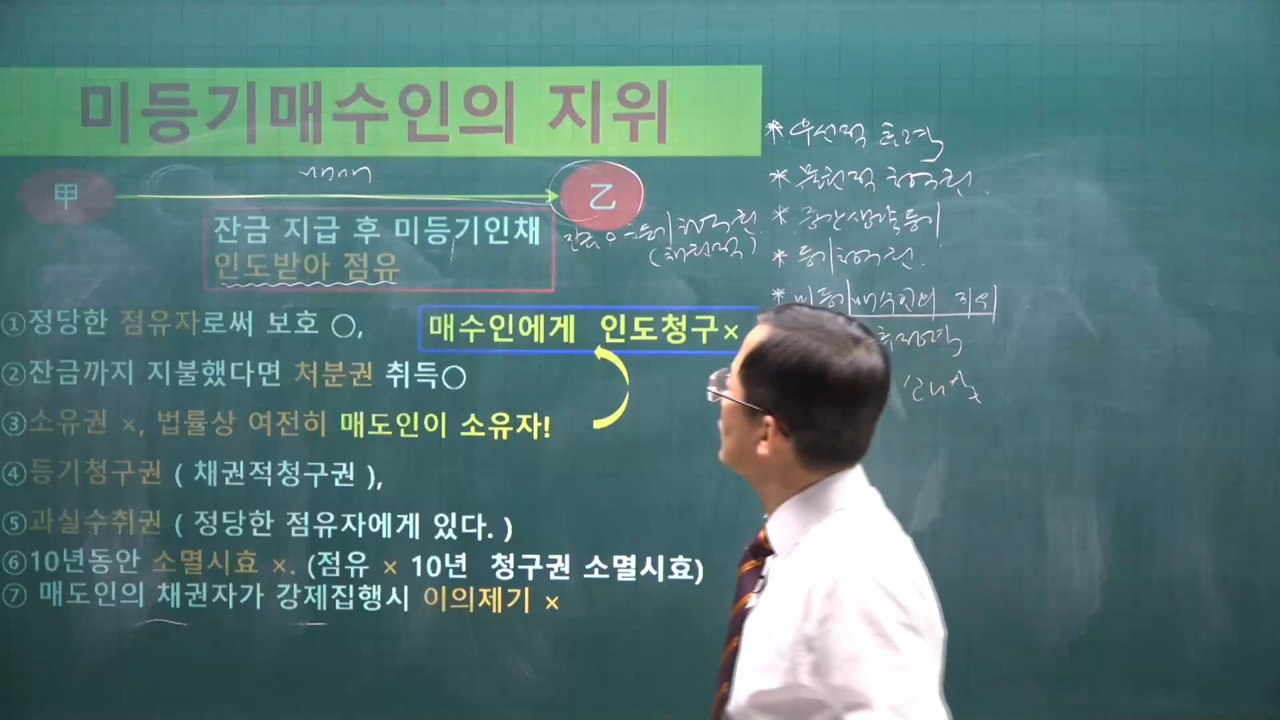 미등기매수인의 지위
甲
매매
乙
잔금 지급 후 미등기인채
인도받아 점유
①정당한 점유자로써 보호 ○,
매수인에게 인도청구×
②잔금까지 지불했다면 처분권 취득○
③소유권 ×, 법률상 여전히 매도인이 소유자!
④등기청구권 ( 채권적청구권 ),
⑤과실수취권 ( 정당한 점유자에게 있다. )
⑥10년동안 소멸시효 ×. (점유 × 10년 청구권 소멸시효)
⑦ 매도인의 채권자가 강제집행시 이의제기 ×
* 우선적 효력
* 물권적 청구권.
* 중간생략등기
* 등기청구권.
* 미등기매수인의 지위